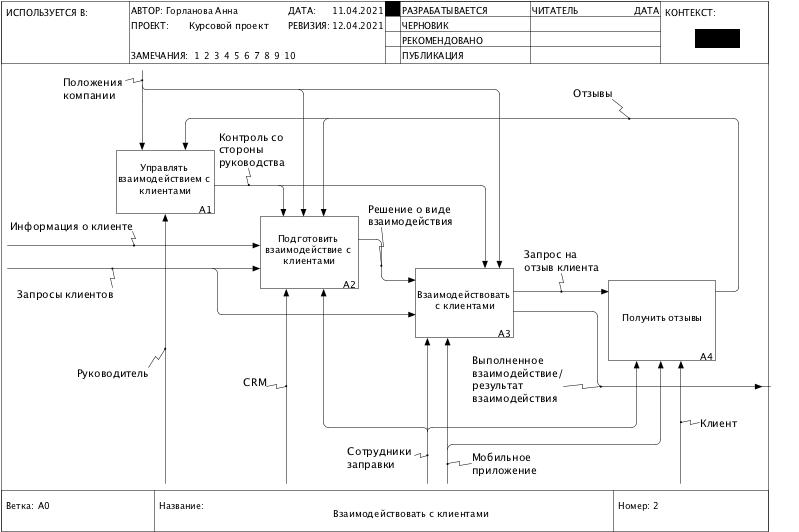 ИСПОЛЬЗУЕТСЯ В:
АВТОР: Горланова Анна
ДАТА: 11.04.2021
РАЗРАБАТЫВАЕТСЯ
ЧИТАТЕЛЬ
ДАТА
КОНТЕКСТ:
ПРОЕКТ: Курсовой проект
РЕВИЗИЯ: 12.04.2021
ЧЕРНОВИК
РЕКОМЕНДОВАНО
ЗАМЕЧАНИЯ: 1 2 3 4 5 6 7 8 9 10
ПУБЛИКАЦИЯ
Положения
компании
Отзывы
Контроль со
стороны
руководства
Управлять
взаимодействием с
клиентами
A1
Решение о виде
взаимодействия
Информация о клиенте
Подготовить
взаимодействие с
клиентами
A2
Запрос на
отзыв клиента
Запросы клиентов
Взаимодействовать
с клиентами
A3
Получить отзывы
A4
Выполненное
взаимодействие/
результат
взаимодействия
Руководитель
CRM
Клиент
Сотрудники
заправки
Мобильное
приложение
Ветка: A0
Название:
Взаимодействовать с клиентами
Номер: 2